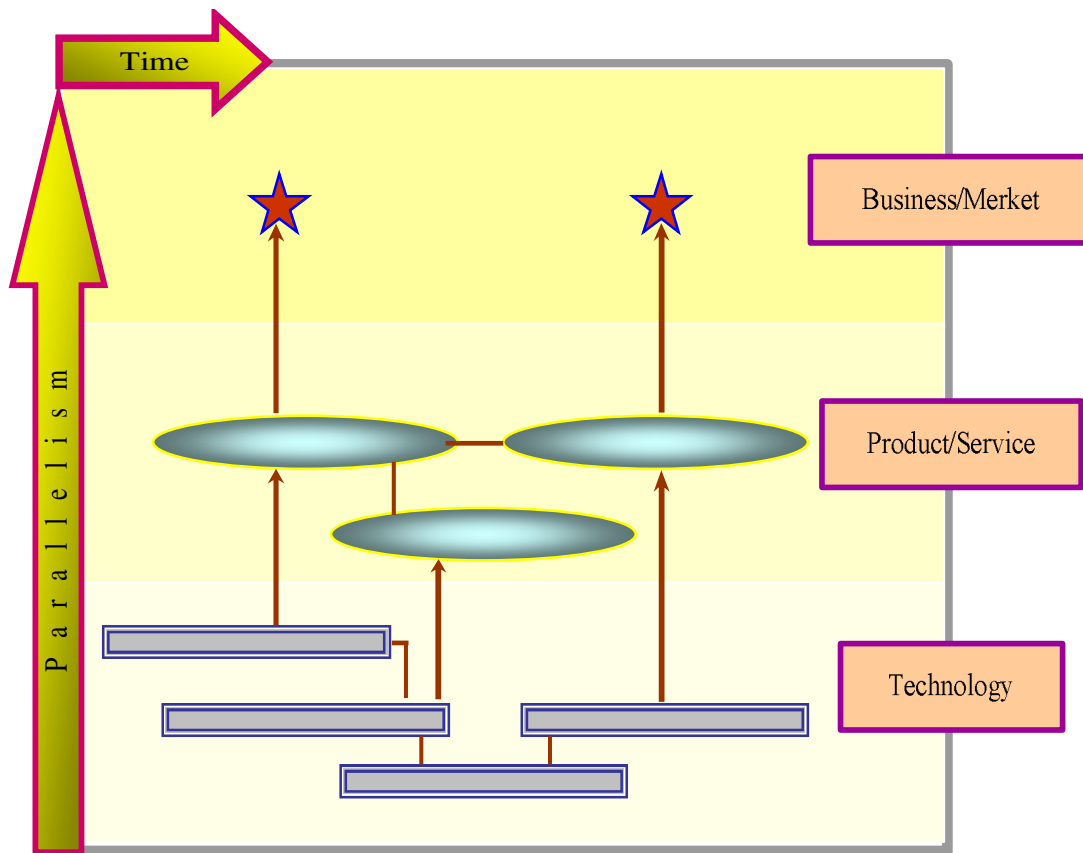 Time
Business/Merket
Parallelism
Product/Service
Technology